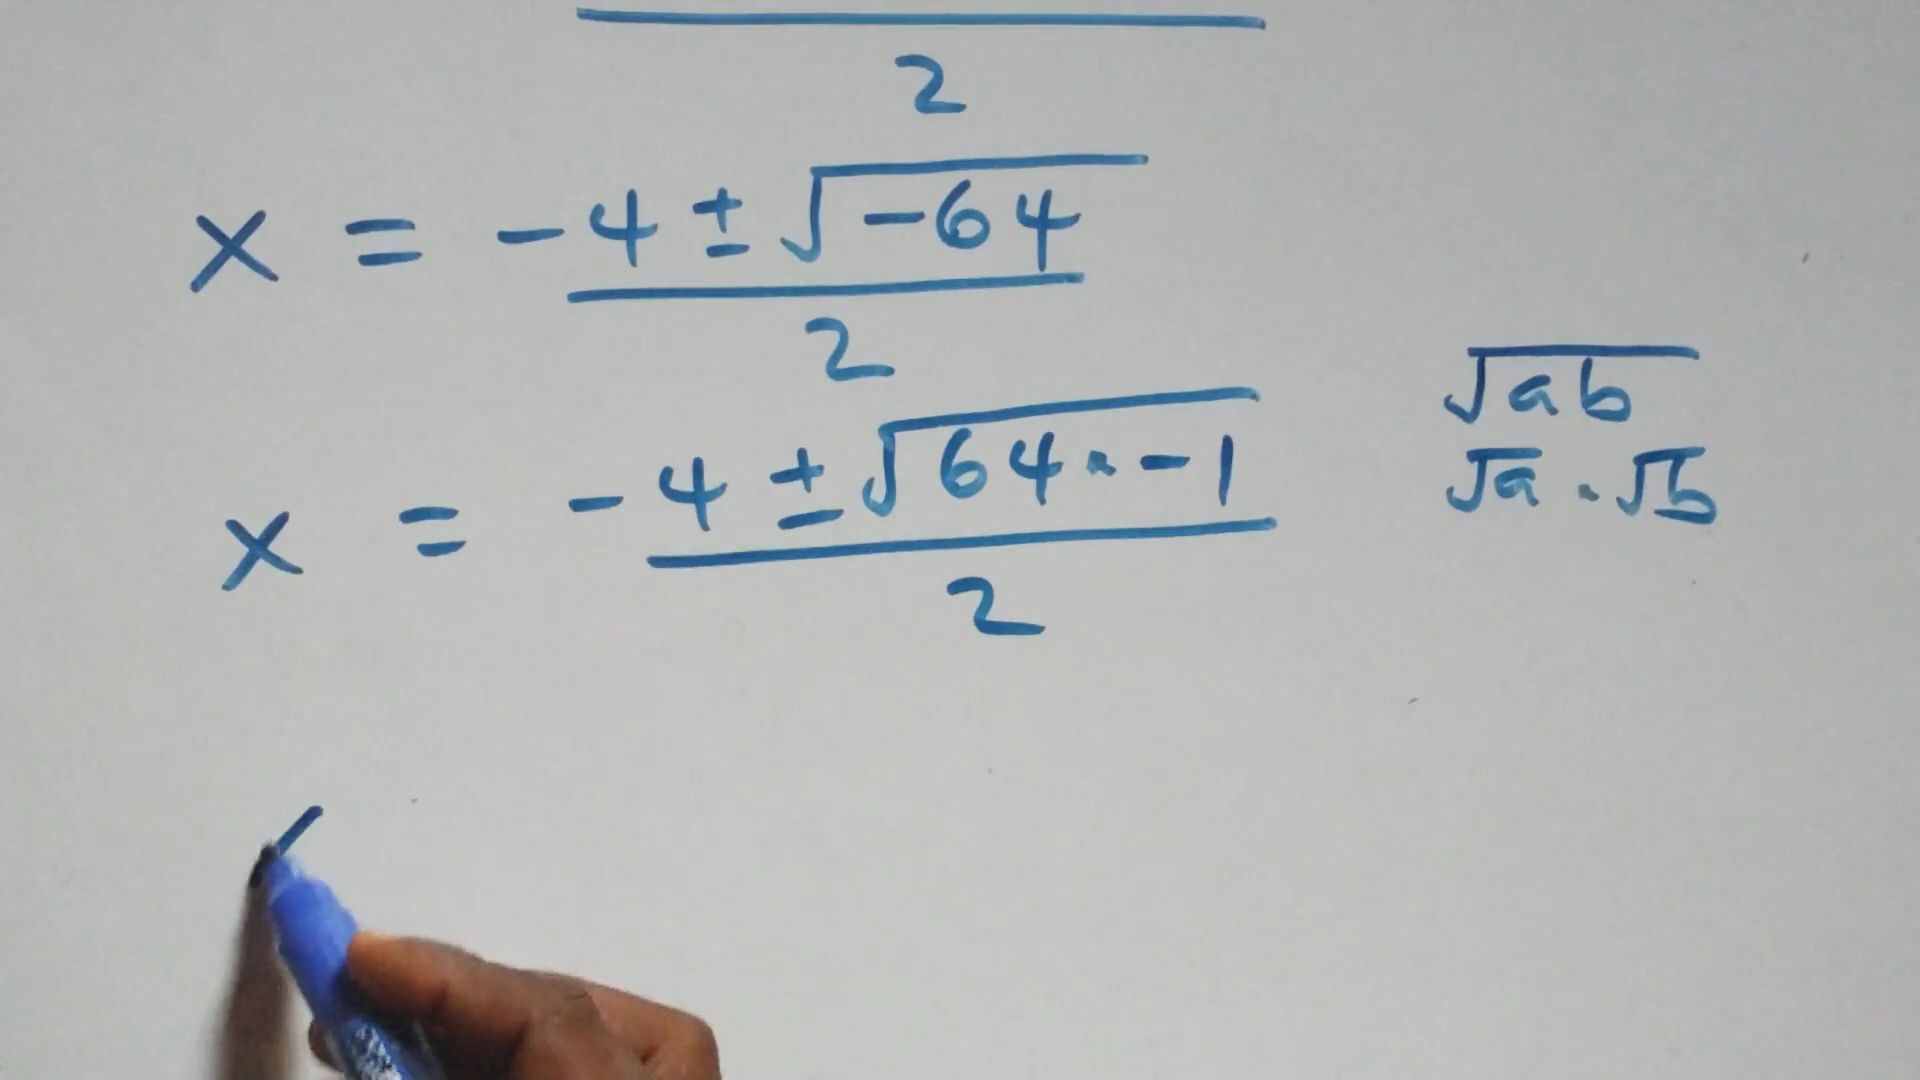 2
x = -4 ± √-64
2
√ab
x = -4 ± √64 · -1
√a · √b
2